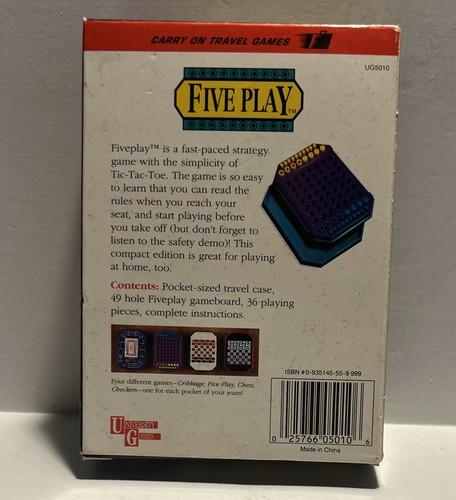 CARRY ON TRAVEL GAMES
UG5010
FIVE PLAY™
Fiveplay™ is a fast-paced strategy
game with the simplicity of
Tic-Tac-Toe. The game is so easy
to learn that you can read the
rules when you reach your
seat, and start playing before
you take off (but don't forget to
listen to the safety demo)! This
compact edition is great for playing
at home, too.
Contents: Pocket-sized travel case,
49 hole Fiveplay gameboard, 36 playing
pieces, complete instructions.
Four different games—Cribbage, Five Play, Chess,
Checkers—one for each pocket of your jeans!
ISBN #0-935145-55-9 999
0 25766 05010 6
Made in China
UNIVERSITY
GAMES